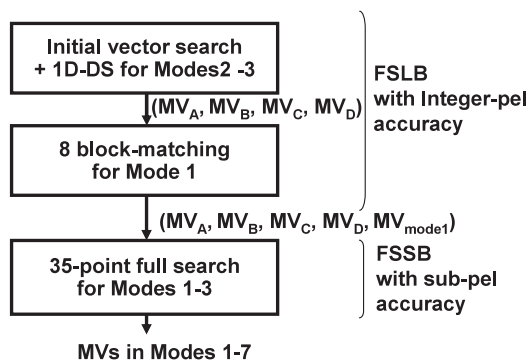 Initial vector search
+ 1D-DS for Modes2 -3
(MV_A, MV_B, MV_C, MV_D)
8 block-matching
for Mode 1
FSLB
with Integer-pel
accuracy
(MV_A, MV_B, MV_C, MV_D, MV_mode1)
35-point full search
for Modes 1-3
FSSB
with sub-pel
accuracy
MVs in Modes 1-7